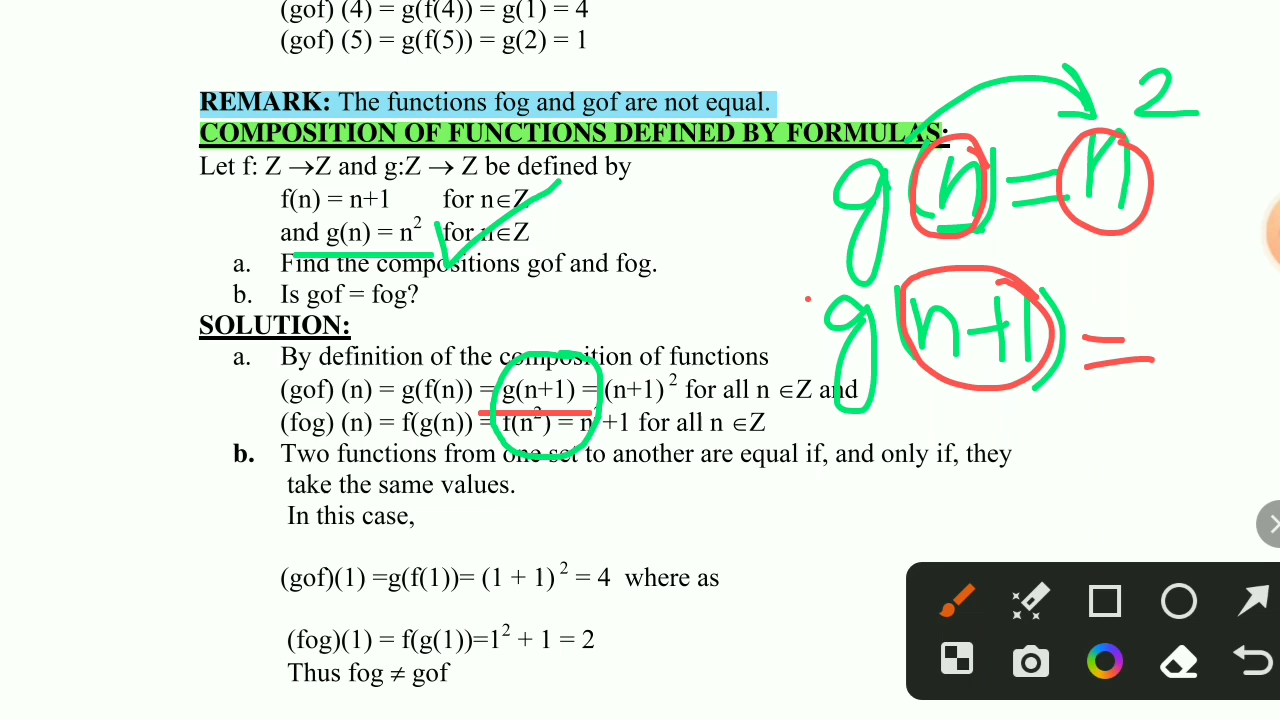 (gof) (4) = g(f(4)) = g(1) = 4
(gof) (5) = g(f(5)) = g(2) = 1
REMARK: The functions fog and gof are not equal.
COMPOSITION OF FUNCTIONS DEFINED BY FORMULAS:
Let f: Z →Z and g:Z → Z be defined by
f(n) = n+1 for n∈Z
and g(n) = n² for n∈Z
a. Find the compositions gof and fog.
b. Is gof = fog?
SOLUTION:
a. By definition of the composition of functions
(gof) (n) = g(f(n)) = g(n+1) = (n+1)² for all n ∈Z and
(fog) (n) = f(g(n)) = f(n²) = n²+1 for all n ∈Z
b. Two functions from one set to another are equal if, and only if, they
take the same values.
In this case,
(gof)(1) =g(f(1))= (1 + 1)² = 4 where as
(fog)(1) = f(g(1))=1² + 1 = 2
Thus fog ≠ gof
g(n)=n²
g(n+1)=